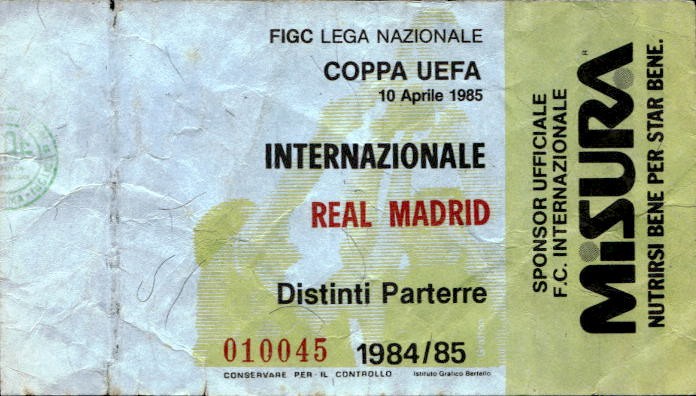 FIGC LEGA NAZIONALE
COPPA UEFA
10 Aprile 1985
INTERNAZIONALE
REAL MADRID
Distinti Parterre
010045 1984/85
CONSERVARE PER IL CONTROLLO Istituto Grafico Bertello
SPONSOR UFFICIALE
F.C. INTERNAZIONALE
MiSURA®
NUTRIRSI BENE PER STAR BENE.